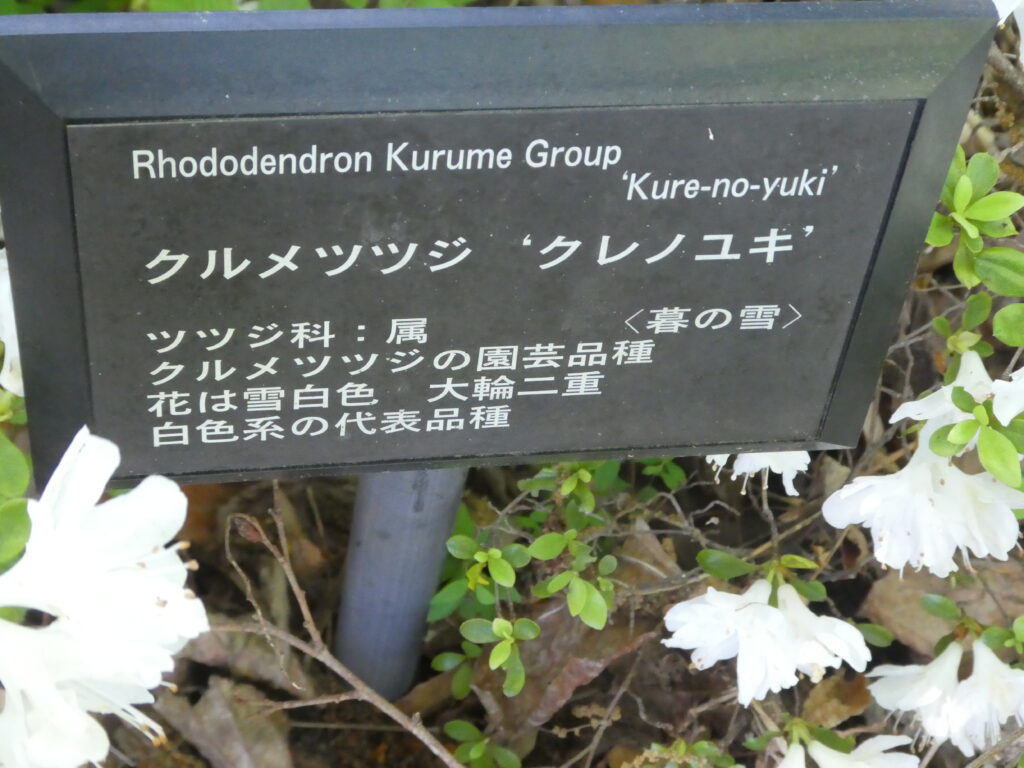 Rhododendron Kurume Group
‘Kure-no-yuki’
クルメツツジ ‘クレノユキ’
ツツジ科：属 〈暮の雪〉
クルメツツジの園芸品種
花は雪白色 大輪二重
白色系の代表品種